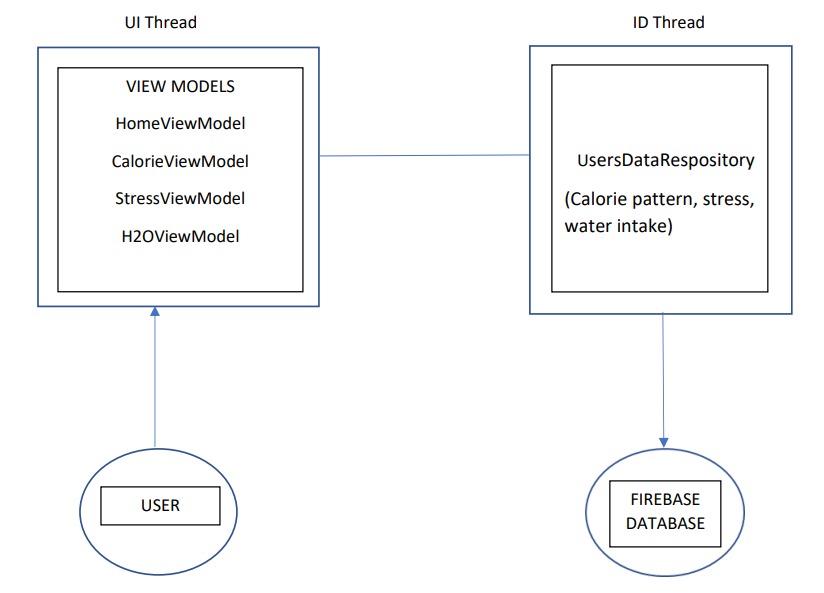 UI Thread
ID Thread
VIEW MODELS
HomeViewModel
CalorieViewModel
StressViewModel
H2OViewModel
UsersDataRespository
(Calorie pattern, stress,
water intake)
USER
FIREBASE
DATABASE